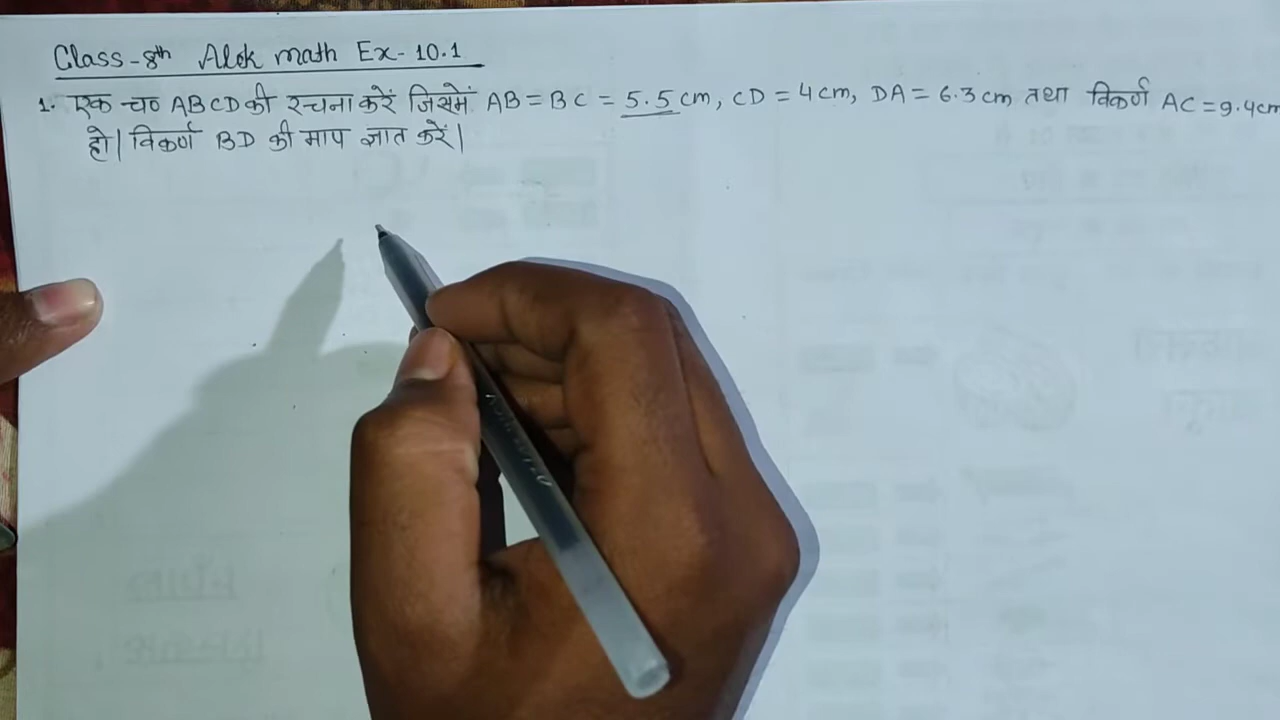 Class-8th Alok math Ex-10.1
1. एक च० ABCD की रचना करें जिसमें AB = BC = 5.5 cm, CD = 4 cm, DA = 6.3 cm तथा विकर्ण AC = 9.4 cm
हो। विकर्ण BD की माप ज्ञात करें।